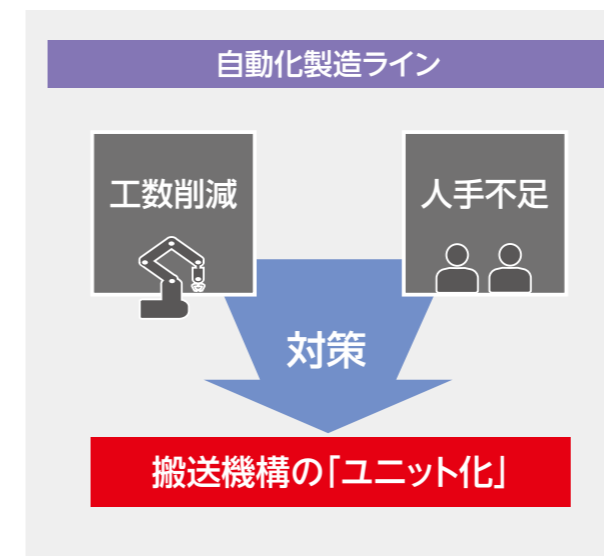 自動化製造ライン
工数削減
人手不足
対策
搬送機構の「ユニット化」